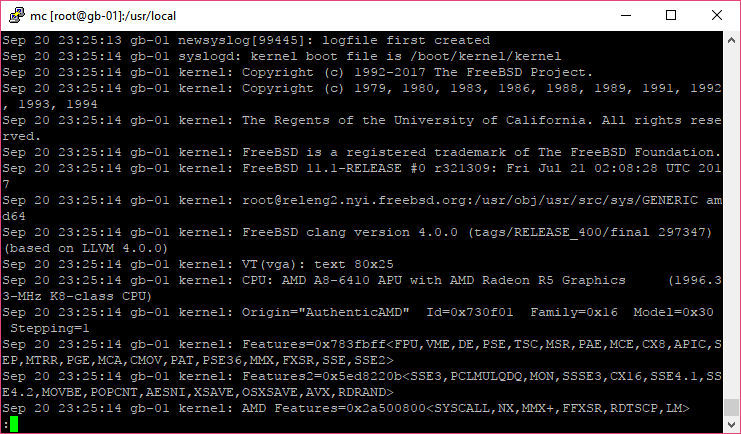 mc [root@gb-01]:/usr/local
Sep 20 23:25:13 gb-01 newsyslog[99445]: logfile first created
Sep 20 23:25:14 gb-01 syslogd: kernel boot file is /boot/kernel/kernel
Sep 20 23:25:14 gb-01 kernel: Copyright (c) 1992-2017 The FreeBSD Project.
Sep 20 23:25:14 gb-01 kernel: Copyright (c) 1979, 1980, 1983, 1986, 1988, 1989, 1991, 1992
, 1993, 1994
Sep 20 23:25:14 gb-01 kernel: The Regents of the University of California. All rights rese
rved.
Sep 20 23:25:14 gb-01 kernel: FreeBSD is a registered trademark of The FreeBSD Foundation.
Sep 20 23:25:14 gb-01 kernel: FreeBSD 11.1-RELEASE #0 r321309: Fri Jul 21 02:08:28 UTC 201
7
Sep 20 23:25:14 gb-01 kernel: root@releng2.nyi.freebsd.org:/usr/obj/usr/src/sys/GENERIC am
d64
Sep 20 23:25:14 gb-01 kernel: FreeBSD clang version 4.0.0 (tags/RELEASE_400/final 297347)
(based on LLVM 4.0.0)
Sep 20 23:25:14 gb-01 kernel: VT(vga): text 80x25
Sep 20 23:25:14 gb-01 kernel: CPU: AMD A8-6410 APU with AMD Radeon R5 Graphics     (1996.3
3-MHz K8-class CPU)
Sep 20 23:25:14 gb-01 kernel: Origin="AuthenticAMD"  Id=0x730f01  Family=0x16  Model=0x30
 Stepping=1
Sep 20 23:25:14 gb-01 kernel: Features=0x783fbff<FPU,VME,DE,PSE,TSC,MSR,PAE,MCE,CX8,APIC,S
EP,MTRR,PGE,MCA,CMOV,PAT,PSE36,MMX,FXSR,SSE,SSE2>
Sep 20 23:25:14 gb-01 kernel: Features2=0x5ed8220b<SSE3,PCLMULQDQ,MON,SSSE3,CX16,SSE4.1,SS
E4.2,MOVBE,POPCNT,AESNI,XSAVE,OSXSAVE,AVX,RDRAND>
Sep 20 23:25:14 gb-01 kernel: AMD Features=0x2a500800<SYSCALL,NX,MMX+,FFXSR,RDTSCP,LM>
: